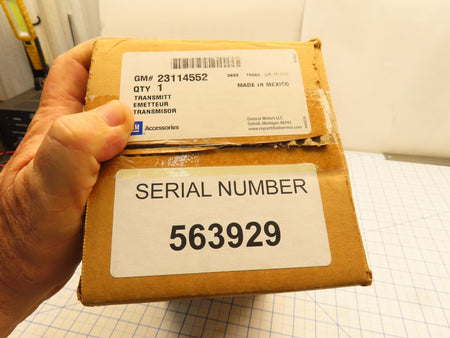 GM# 23114552
QTY 1
MADE IN MEXICO
TRANSMITT
EMETTEUR
TRANSMISOR
General Motors LLC
Detroit, Michigan
Accessories
SERIAL NUMBER
563929